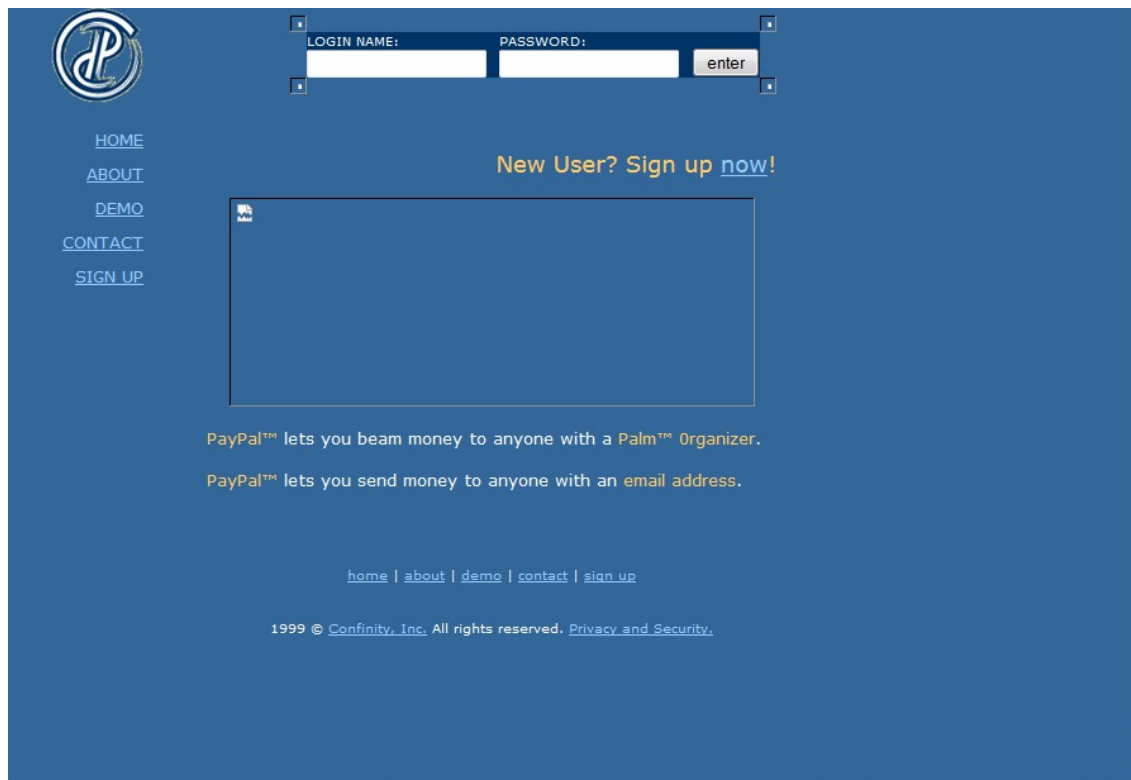 LOGIN NAME: PASSWORD:
enter
HOME
ABOUT
DEMO
CONTACT
SIGN UP
New User? Sign up now!
PayPal™ lets you beam money to anyone with a Palm™ 0rganizer.
PayPal™ lets you send money to anyone with an email address.
home | about | demo | contact | sign up
1999 © Confinity, Inc. All rights reserved. Privacy and Security.